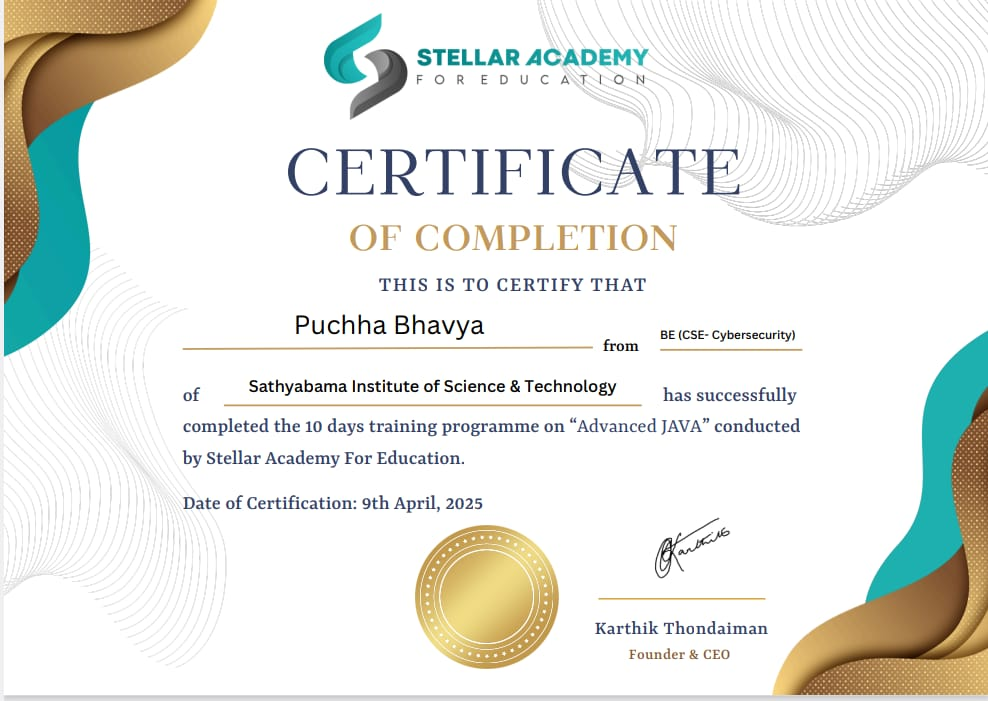 STELLAR ACADEMY
FOR EDUCATION
CERTIFICATE
OF COMPLETION
THIS IS TO CERTIFY THAT
Puchha Bhavya from BE (CSE- Cybersecurity)
of Sathyabama Institute of Science & Technology has successfully
completed the 10 days training programme on “Advanced JAVA” conducted
by Stellar Academy For Education.
Date of Certification: 9th April, 2025
Karthik
Karthik Thondaiman
Founder & CEO